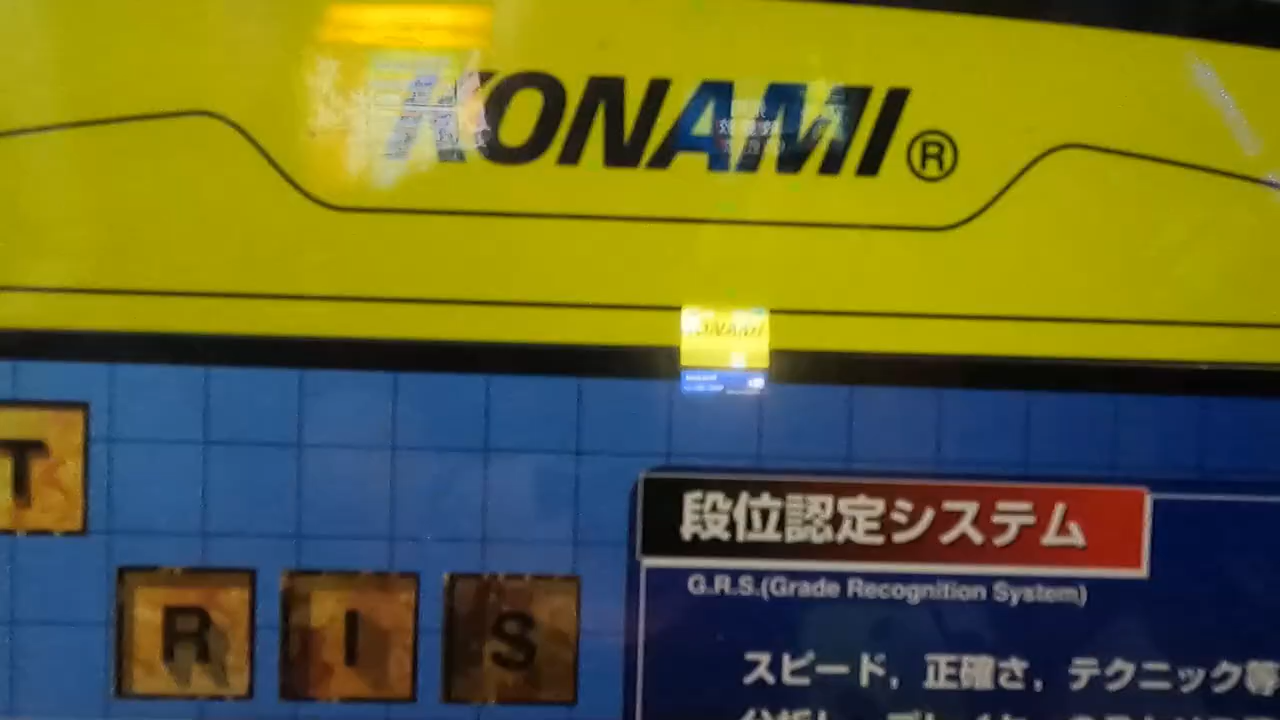 KONAMI®
T
RIS
段位認定システム
G.R.S.(Grade Recognition System)
スピード，正確さ，テクニック等